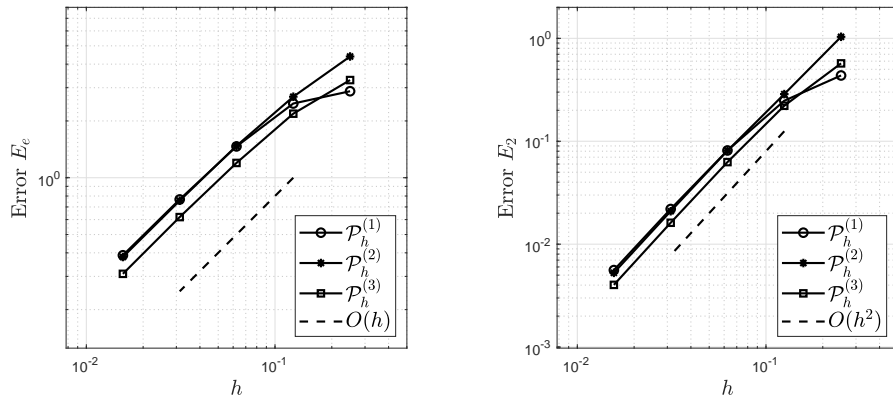 Error $E_e$
10^0
10^{-2}
10^{-1}
$h$
$\mathcal{P}_h^{(1)}$
$\mathcal{P}_h^{(2)}$
$\mathcal{P}_h^{(3)}$
$O(h)$
Error $E_2$
10^0
10^{-1}
10^{-2}
10^{-3}
10^{-2}
10^{-1}
$h$
$\mathcal{P}_h^{(1)}$
$\mathcal{P}_h^{(2)}$
$\mathcal{P}_h^{(3)}$
$O(h^2)$